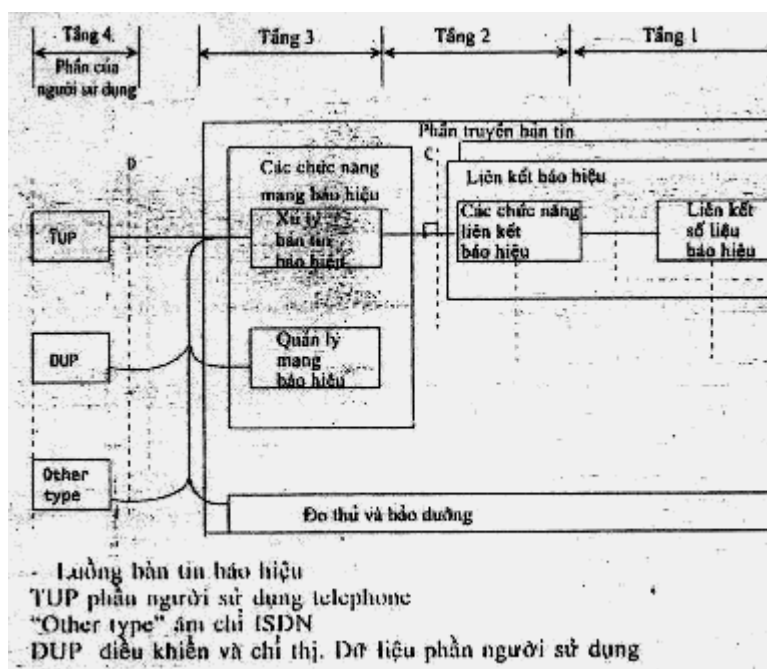 Tầng 4.
Tầng 3
Tầng 2
Tầng 1
Phần của
người sử dụng
Phần truyền bản tin
D
C
Các chức năng
mạng báo hiệu
Liên kết báo hiệu
TUP
Xử lý
bản tin
báo hiệu
Các chức năng
liên kết
báo hiệu
Liên kết
số liệu
báo hiệu
DUP
Quản lý
mạng
báo hiệu
Other
type
Đo thử và bảo dưỡng
- Luồng bản tin báo hiệu
TUP phần người sử dụng telephone
“Other type” ám chỉ ISDN
DUP điều khiển và chỉ thị. Dữ liệu phần người sử dụng